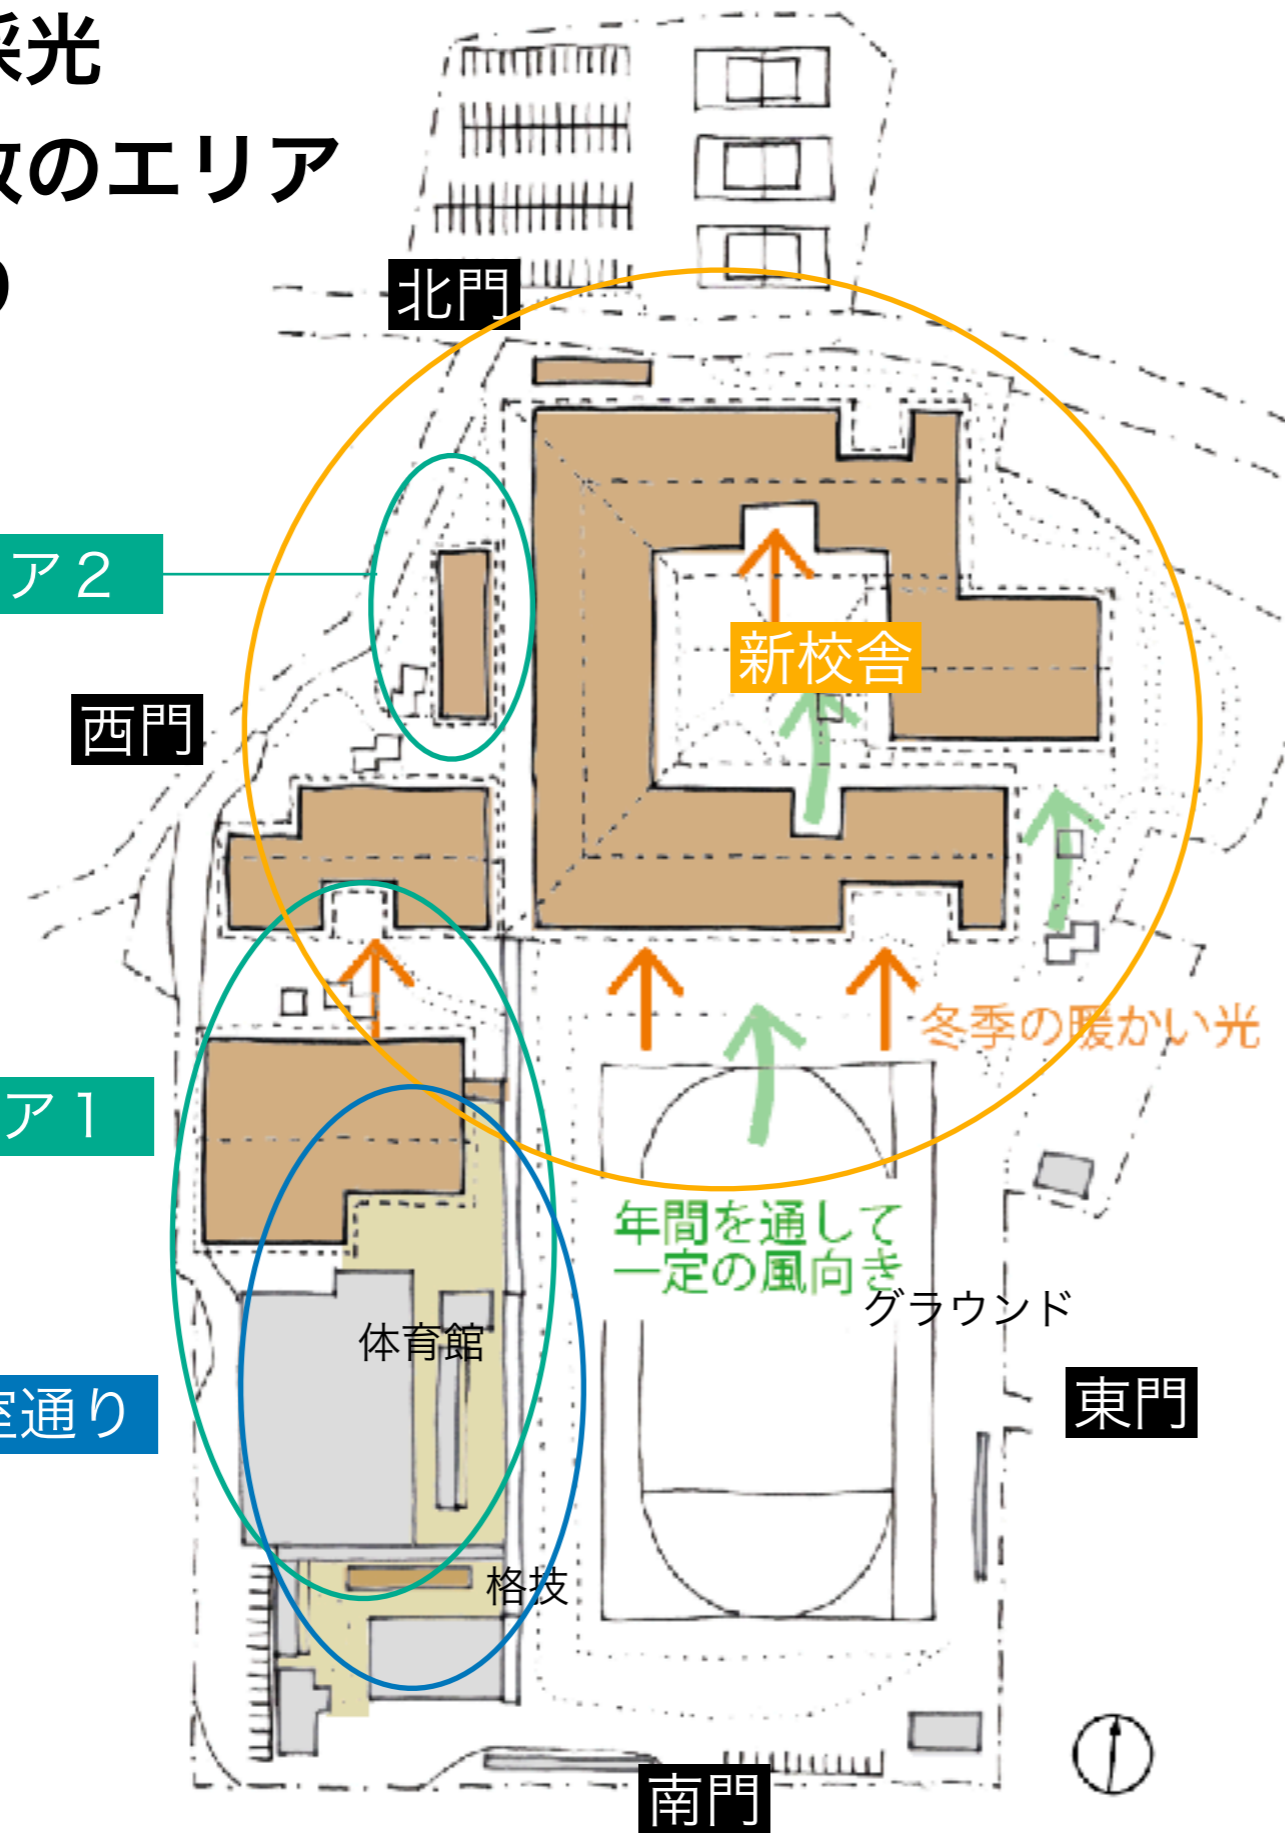 採光
牧のエリア
北門
ア２
新校舎
西門
冬季の暖かい光
ア１
年間を通して
一定の風向き
グラウンド
体育館
東門
室通り
格技
南門